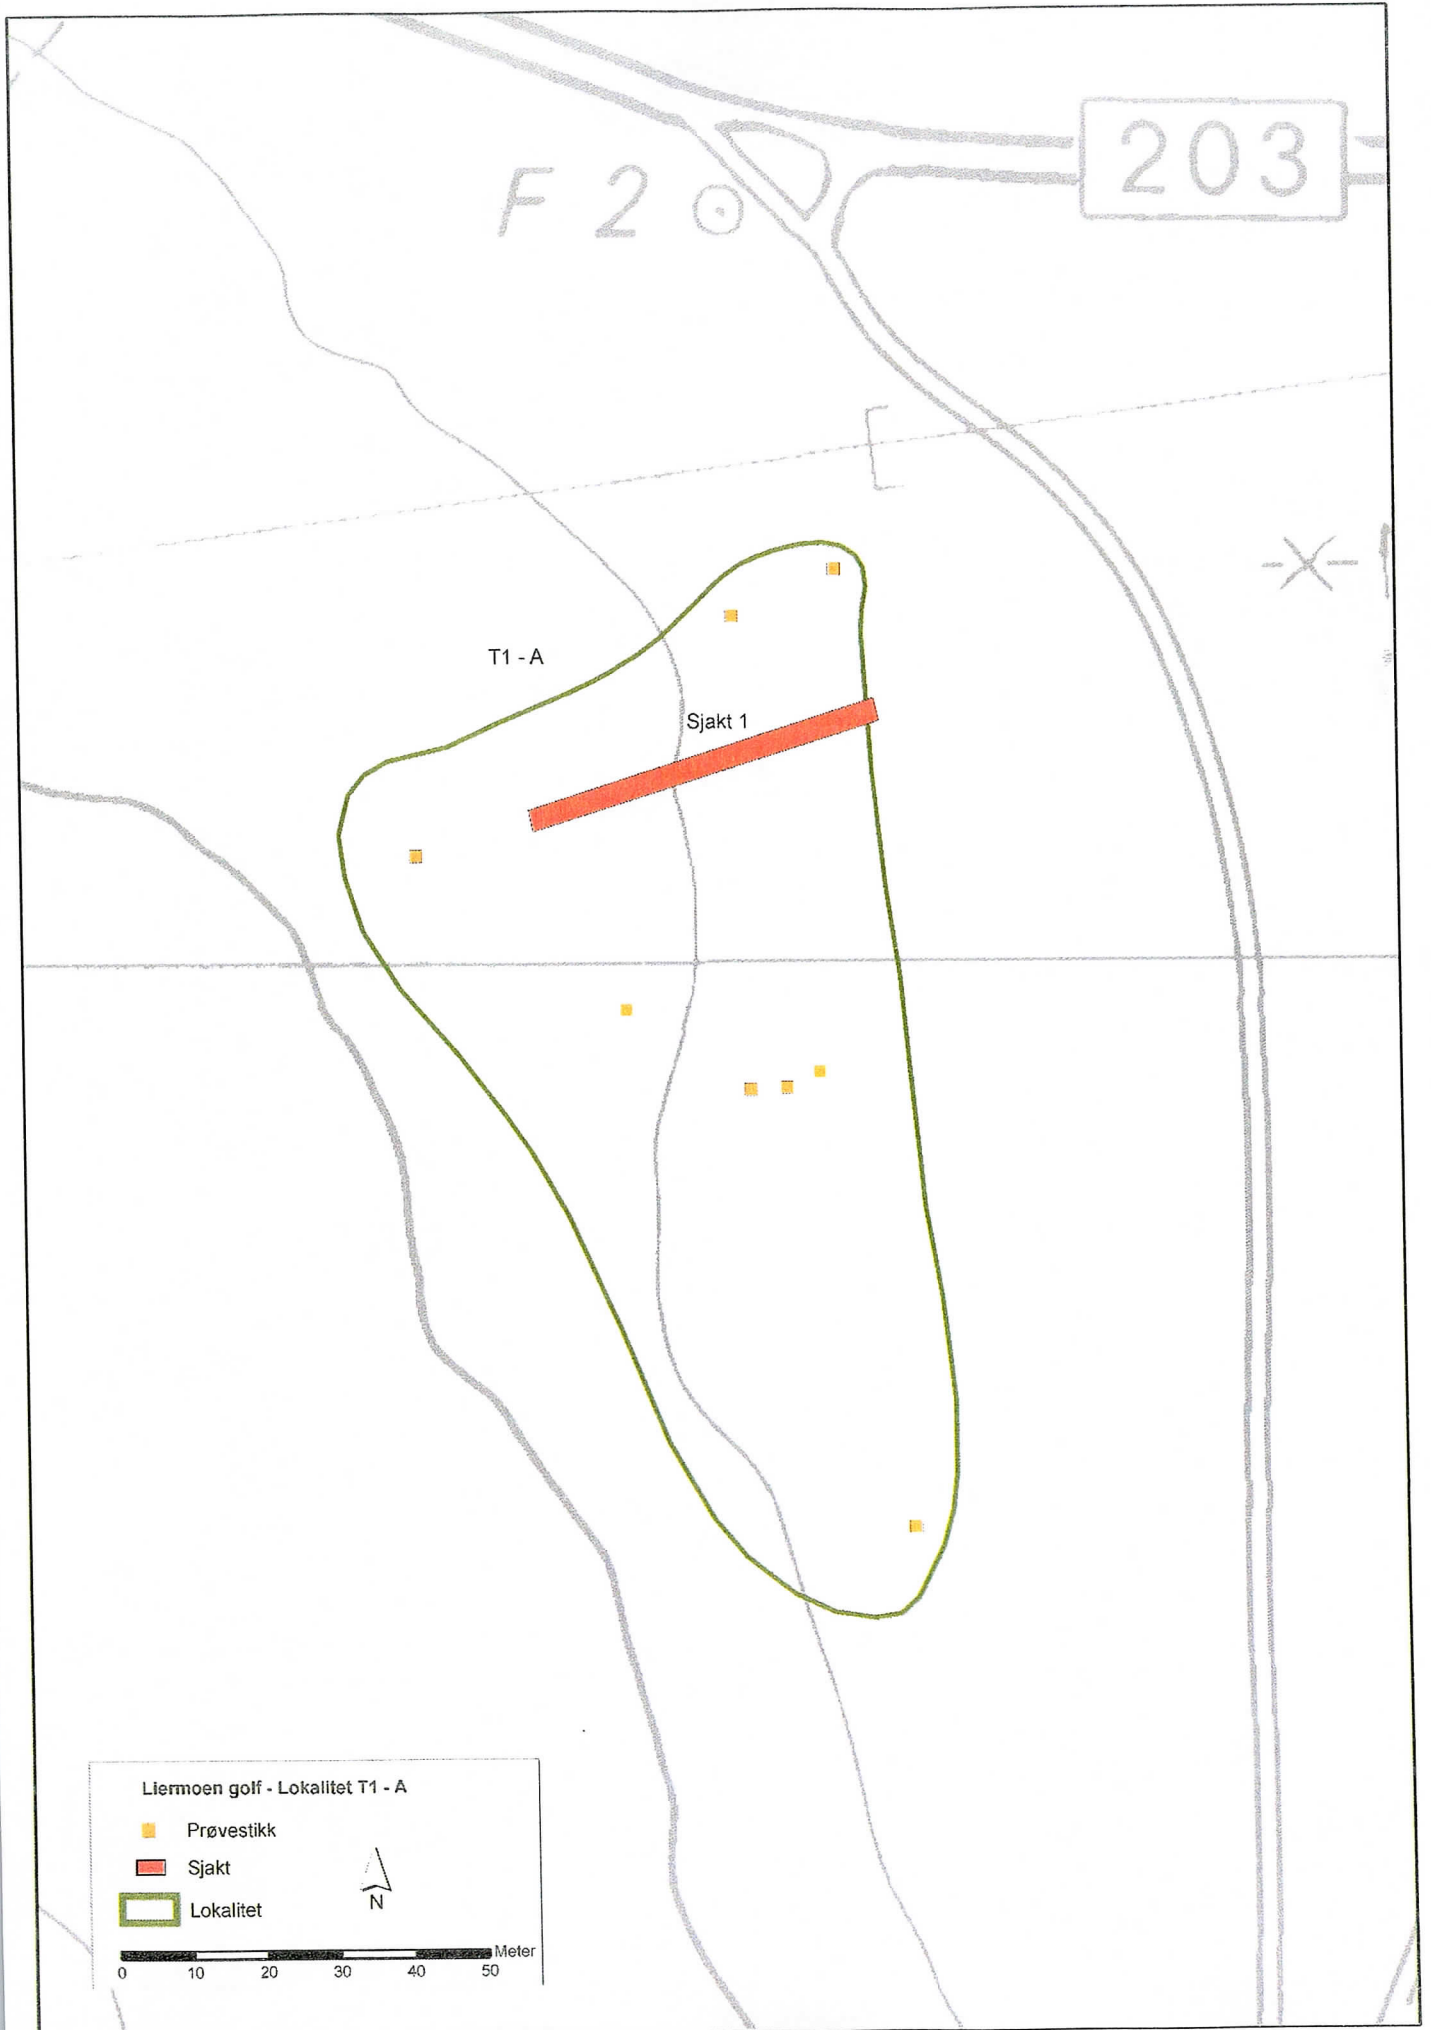 203
F 2
T1 - A
Sjakt 1
Liermoen golf - Lokalitet T1 - A
Prøvestikk
Sjakt
Lokalitet
N
Meter
0 10 20 30 40 50